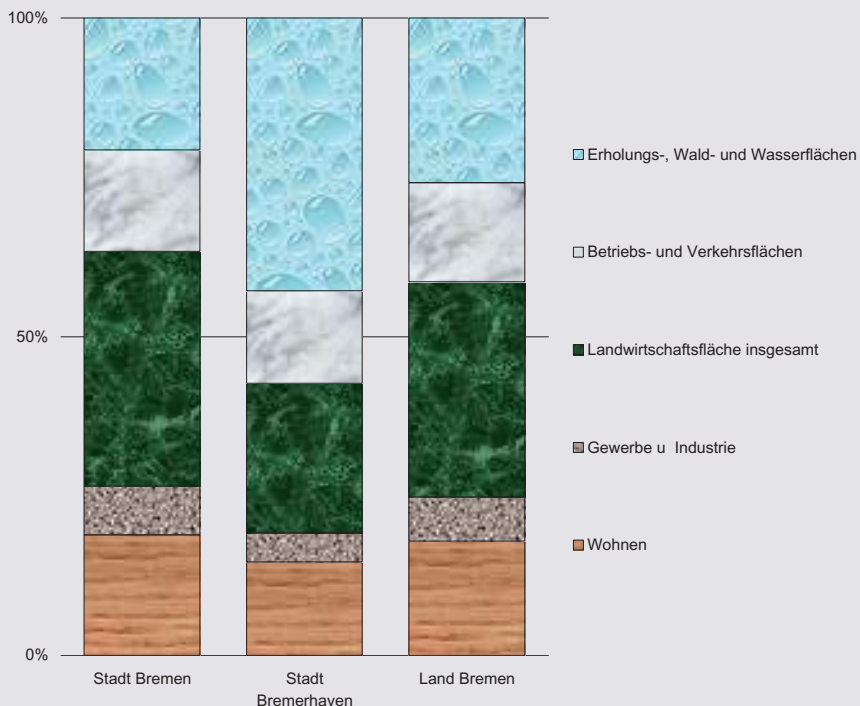 100%
50%
0%
Stadt Bremen
Stadt
Bremerhaven
Land Bremen
Erholungs-, Wald- und Wasserflächen
Betriebs- und Verkehrsflächen
Landwirtschaftsfläche insgesamt
Gewerbe u Industrie
Wohnen